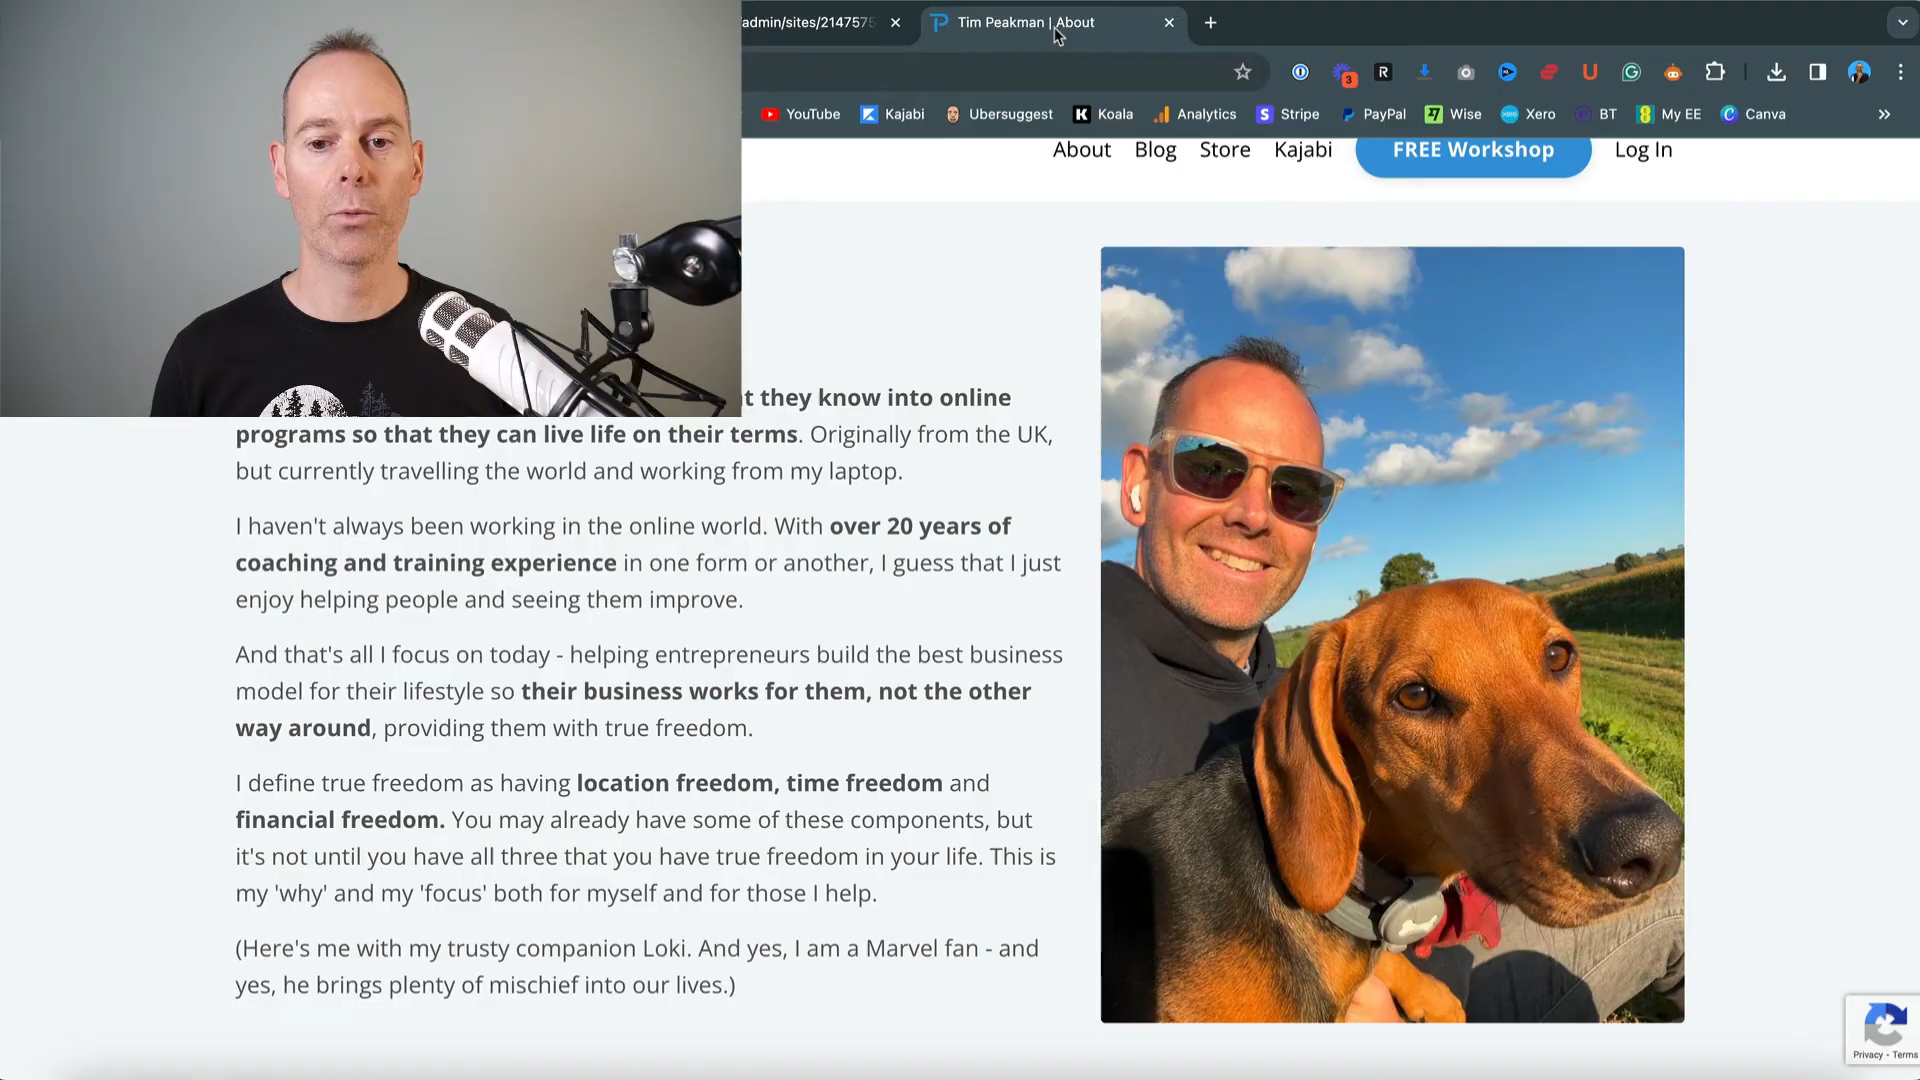 admin/sites/2147575
Tim Peakman | About
3
YouTube
Kajabi
Ubersuggest
Koala
Analytics
Stripe
PayPal
Wise
Xero
BT
My EE
Canva
About
Blog
Store
Kajabi
FREE Workshop
Log In
t they know into online
programs so that they can live life on their terms. Originally from the UK,
but currently travelling the world and working from my laptop.
I haven't always been working in the online world. With over 20 years of
coaching and training experience in one form or another, I guess that I just
enjoy helping people and seeing them improve.
And that's all I focus on today - helping entrepreneurs build the best business
model for their lifestyle so their business works for them, not the other
way around, providing them with true freedom.
I define true freedom as having location freedom, time freedom and
financial freedom. You may already have some of these components, but
it's not until you have all three that you have true freedom in your life. This is
my 'why' and my 'focus' both for myself and for those I help.
(Here's me with my trusty companion Loki. And yes, I am a Marvel fan - and
yes, he brings plenty of mischief into our lives.)
Privacy - Terms